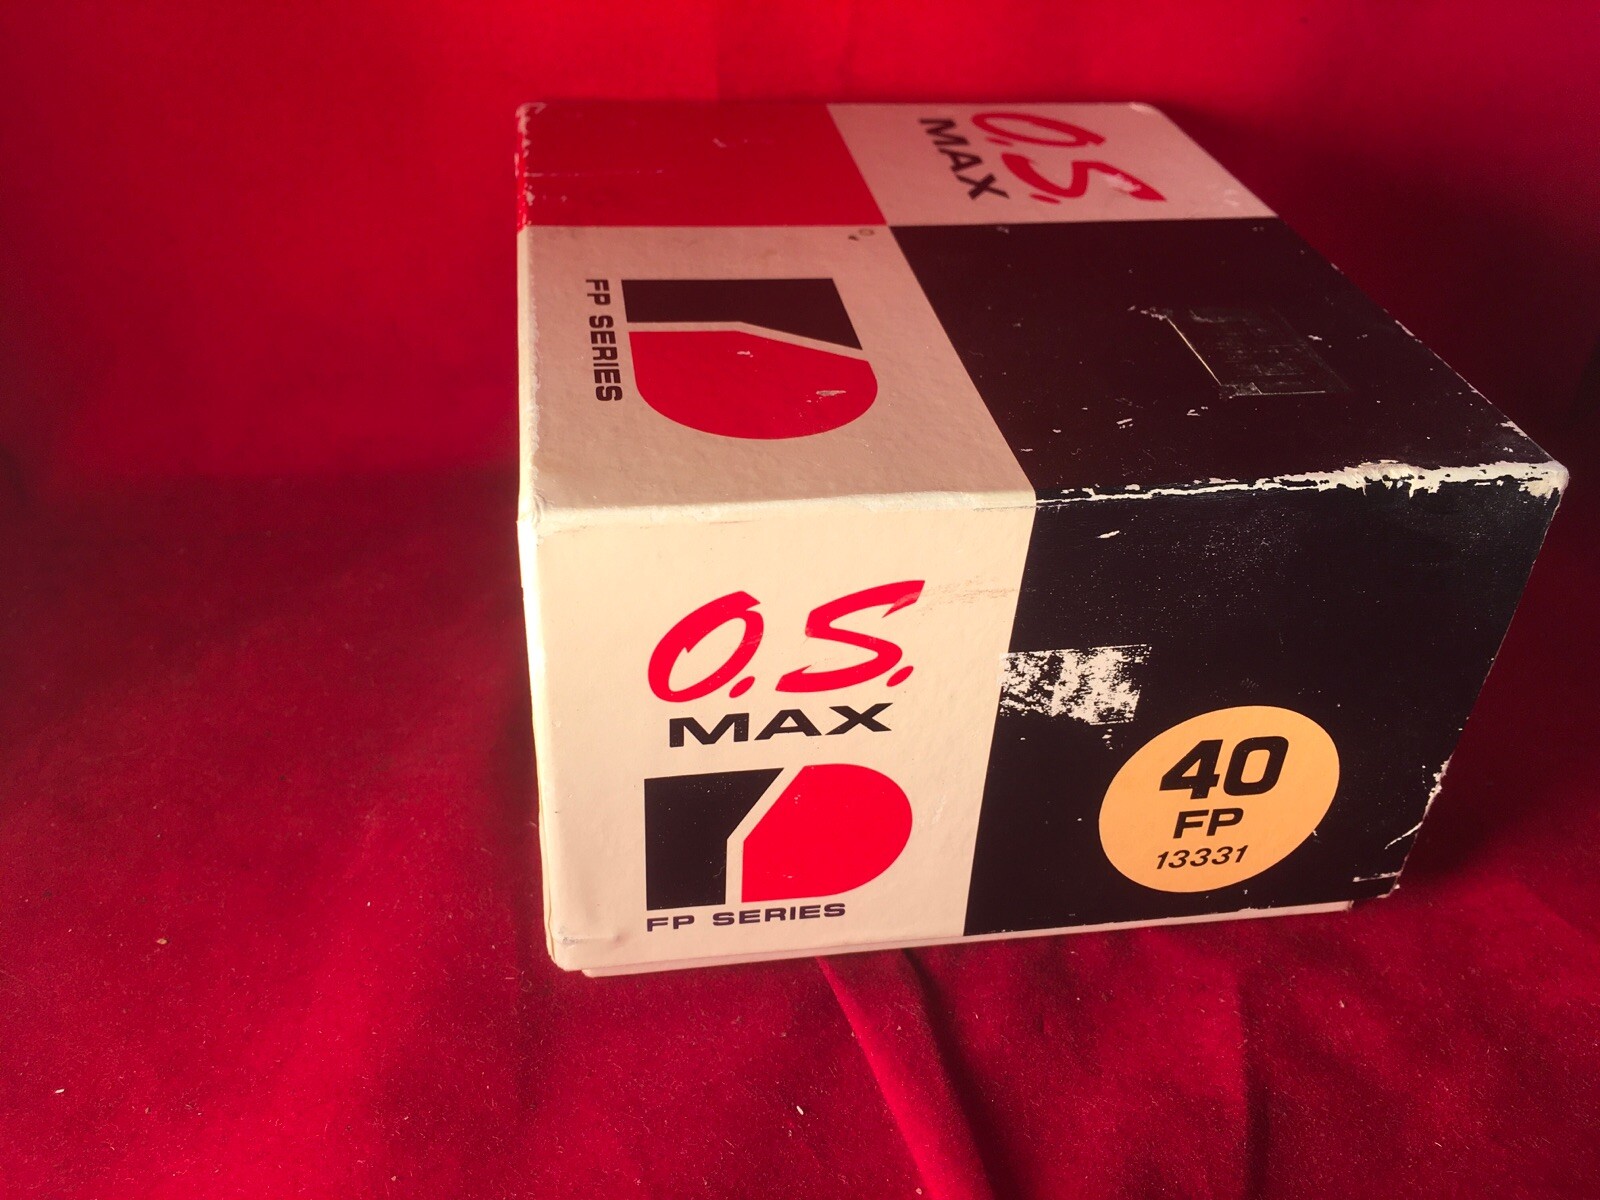 O.S.
MAX
FP SERIES
O.S.
MAX
FP SERIES
40
FP
13331